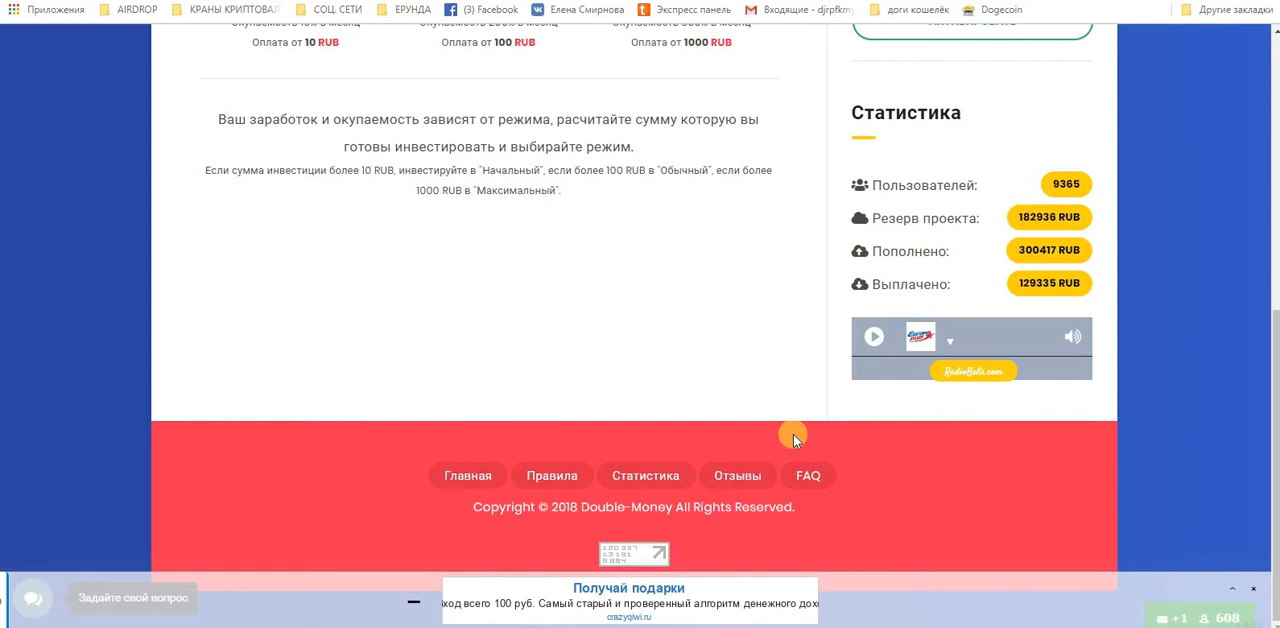 Приложения AIRDROP КРАНЫ КРИПТОВАЛ СОЦ. СЕТИ ЕРУНДА (3) Facebook Елена Смирнова Экспресс панель Входящие - djrpfkmy доги кошелёк Dogecoin Другие закладки
Оплата от 10 RUB Оплата от 100 RUB Оплата от 1000 RUB
Ваш заработок и окупаемость зависят от режима, расчитайте сумму которую вы
готовы инвестировать и выбирайте режим.
Если сумма инвестиции более 10 RUB, инвестируйте в "Начальный", если более 100 RUB в "Обычный", если более
1000 RUB в "Максимальный".
Статистика
Пользователей: 9365
Резерв проекта: 182936 RUB
Пополнено: 300417 RUB
Выплачено: 129335 RUB
RadioBells.com
Главная Правила Статистика Отзывы FAQ
Copyright © 2018 Double-Money All Rights Reserved.
Задайте свой вопрос
Получай подарки
ход всего 100 руб. Самый старый и проверенный алгоритм денежного дохо
crazyqiwi.ru
+1 608